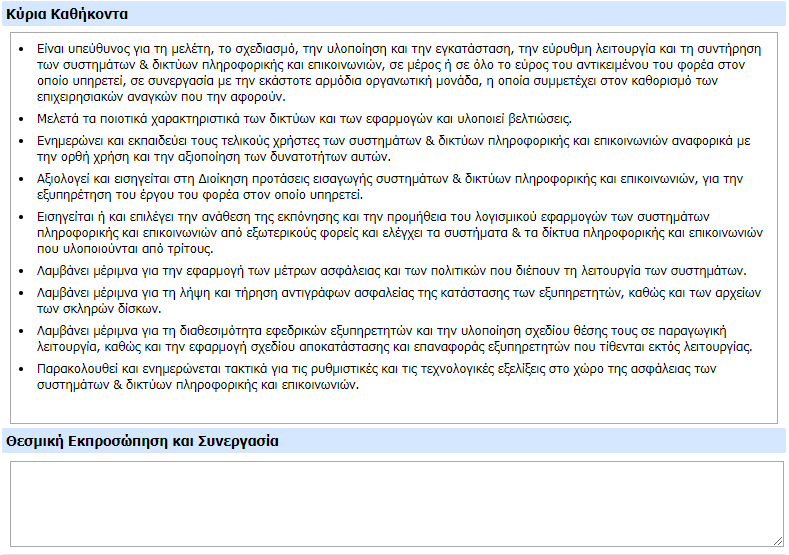 Κύρια Καθήκοντα
• Είναι υπεύθυνος για τη μελέτη, το σχεδιασμό, την υλοποίηση και την εγκατάσταση, την εύρυθμη λειτουργία και τη συντήρηση
των συστημάτων & δικτύων πληροφορικής και επικοινωνιών, σε μέρος ή σε όλο το εύρος του αντικειμένου του φορέα στον
οποίο υπηρετεί, σε συνεργασία με την εκάστοτε αρμόδια οργανωτική μονάδα, η οποία συμμετέχει στον καθορισμό των
επιχειρησιακών αναγκών που την αφορούν.
• Μελετά τα ποιοτικά χαρακτηριστικά των δικτύων και των εφαρμογών και υλοποιεί βελτιώσεις.
• Ενημερώνει και εκπαιδεύει τους τελικούς χρήστες των συστημάτων & δικτύων πληροφορικής και επικοινωνιών αναφορικά με
την ορθή χρήση και την αξιοποίηση των δυνατοτήτων αυτών.
• Αξιολογεί και εισηγείται στη Διοίκηση προτάσεις εισαγωγής συστημάτων & δικτύων πληροφορικής και επικοινωνιών, για την
εξυπηρέτηση του έργου του φορέα στον οποίο υπηρετεί.
• Εισηγείται ή και επιλέγει την ανάθεση της εκπόνησης και την προμήθεια του λογισμικού εφαρμογών των συστημάτων
πληροφορικής και επικοινωνιών από εξωτερικούς φορείς και ελέγχει τα συστήματα & τα δίκτυα πληροφορικής και επικοινωνιών
που υλοποιούνται από τρίτους.
• Λαμβάνει μέριμνα για την εφαρμογή των μέτρων ασφάλειας και των πολιτικών που διέπουν τη λειτουργία των συστημάτων.
• Λαμβάνει μέριμνα για τη λήψη και τήρηση αντιγράφων ασφαλείας της κατάστασης των εξυπηρετητών, καθώς και των αρχείων
των σκληρών δίσκων.
• Λαμβάνει μέριμνα για τη διαθεσιμότητα εφεδρικών εξυπηρετητών και την υλοποίηση σχεδίου θέσης τους σε παραγωγική
λειτουργία, καθώς και την εφαρμογή σχεδίου αποκατάστασης και επαναφοράς εξυπηρετητών που τίθενται εκτός λειτουργίας.
• Παρακολουθεί και ενημερώνεται τακτικά για τις ρυθμιστικές και τις τεχνολογικές εξελίξεις στο χώρο της ασφάλειας των
συστημάτων & δικτύων πληροφορικής και επικοινωνιών.
Θεσμική Εκπροσώπηση και Συνεργασία